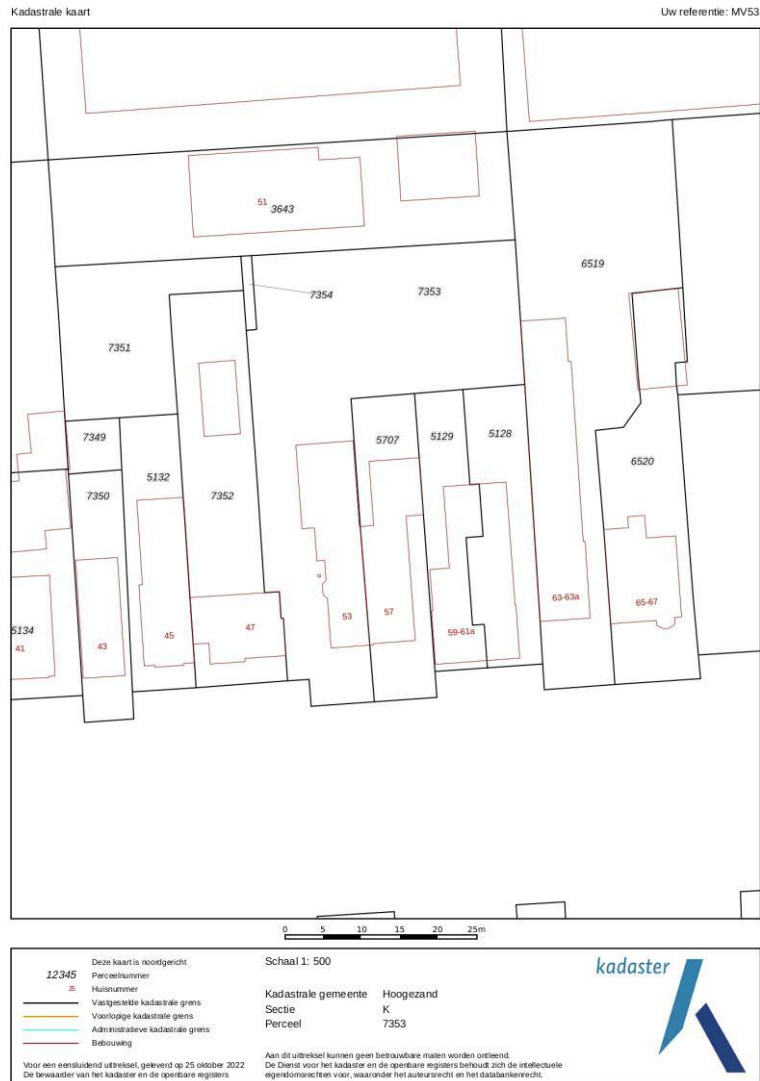 Kadastrale kaart Uw referentie: MV53
51
3643
6519
7354
7353
7351
7349
5707
5129
5128
5132
6520
7350
7352
63-63a
65-67
57
53
47
5134
45
59-61a
41
43
0 5 10 15 20 25m
Deze kaart is noordgericht
12345 Perceelnummer
25 Huisnummer
Vastgestelde kadastrale grens
Voorlopige kadastrale grens
Administratieve kadastrale grens
Bebouwing
Voor een eensluidend uittreksel, geleverd op 25 oktober 2022
De bewaarder van het kadaster en de openbare registers
Schaal 1: 500
Kadastrale gemeente Hoogezand
Sectie K
Perceel 7353
Aan dit uittreksel kunnen geen betrouwbare maten worden ontleend.
De Dienst voor het kadaster en de openbare registers behoudt zich de intellectuele
eigendomsrechten voor, waaronder het auteursrecht en het databankenrecht.
kadaster